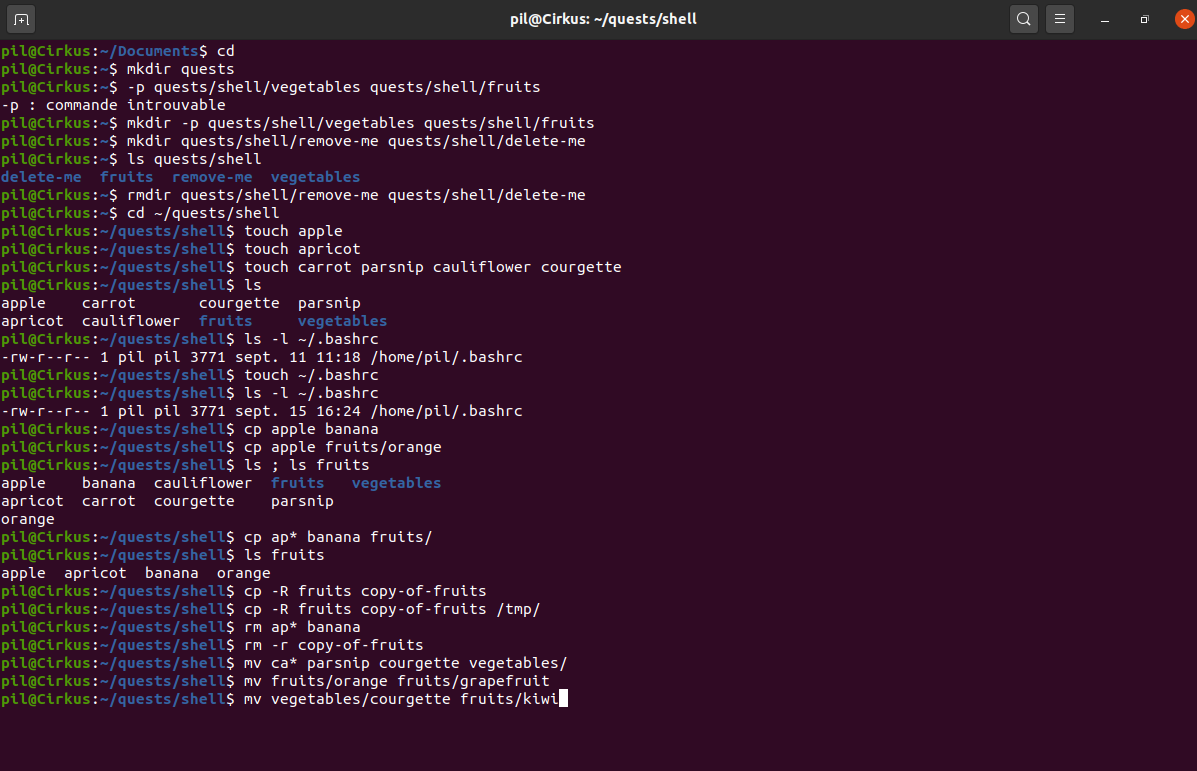 pil@Cirkus: ~/quests/shell
pil@Cirkus:~/Documents$ cd
pil@Cirkus:~$ mkdir quests
pil@Cirkus:~$ -p quests/shell/vegetables quests/shell/fruits
-p : commande introuvable
pil@Cirkus:~$ mkdir -p quests/shell/vegetables quests/shell/fruits
pil@Cirkus:~$ mkdir quests/shell/remove-me quests/shell/delete-me
pil@Cirkus:~$ ls quests/shell
delete-me  fruits  remove-me  vegetables
pil@Cirkus:~$ rmdir quests/shell/remove-me quests/shell/delete-me
pil@Cirkus:~$ cd ~/quests/shell
pil@Cirkus:~/quests/shell$ touch apple
pil@Cirkus:~/quests/shell$ touch apricot
pil@Cirkus:~/quests/shell$ touch carrot parsnip cauliflower courgette
pil@Cirkus:~/quests/shell$ ls
apple    carrot       courgette  parsnip
apricot  cauliflower  fruits     vegetables
pil@Cirkus:~/quests/shell$ ls -l ~/.bashrc
-rw-r--r-- 1 pil pil 3771 sept. 11 11:18 /home/pil/.bashrc
pil@Cirkus:~/quests/shell$ touch ~/.bashrc
pil@Cirkus:~/quests/shell$ ls -l ~/.bashrc
-rw-r--r-- 1 pil pil 3771 sept. 15 16:24 /home/pil/.bashrc
pil@Cirkus:~/quests/shell$ cp apple banana
pil@Cirkus:~/quests/shell$ cp apple fruits/orange
pil@Cirkus:~/quests/shell$ ls ; ls fruits
apple    banana  cauliflower  fruits   vegetables
apricot  carrot  courgette    parsnip
orange
pil@Cirkus:~/quests/shell$ cp ap* banana fruits/
pil@Cirkus:~/quests/shell$ ls fruits
apple  apricot  banana  orange
pil@Cirkus:~/quests/shell$ cp -R fruits copy-of-fruits
pil@Cirkus:~/quests/shell$ cp -R fruits copy-of-fruits /tmp/
pil@Cirkus:~/quests/shell$ rm ap* banana
pil@Cirkus:~/quests/shell$ rm -r copy-of-fruits
pil@Cirkus:~/quests/shell$ mv ca* parsnip courgette vegetables/
pil@Cirkus:~/quests/shell$ mv fruits/orange fruits/grapefruit
pil@Cirkus:~/quests/shell$ mv vegetables/courgette fruits/kiwi